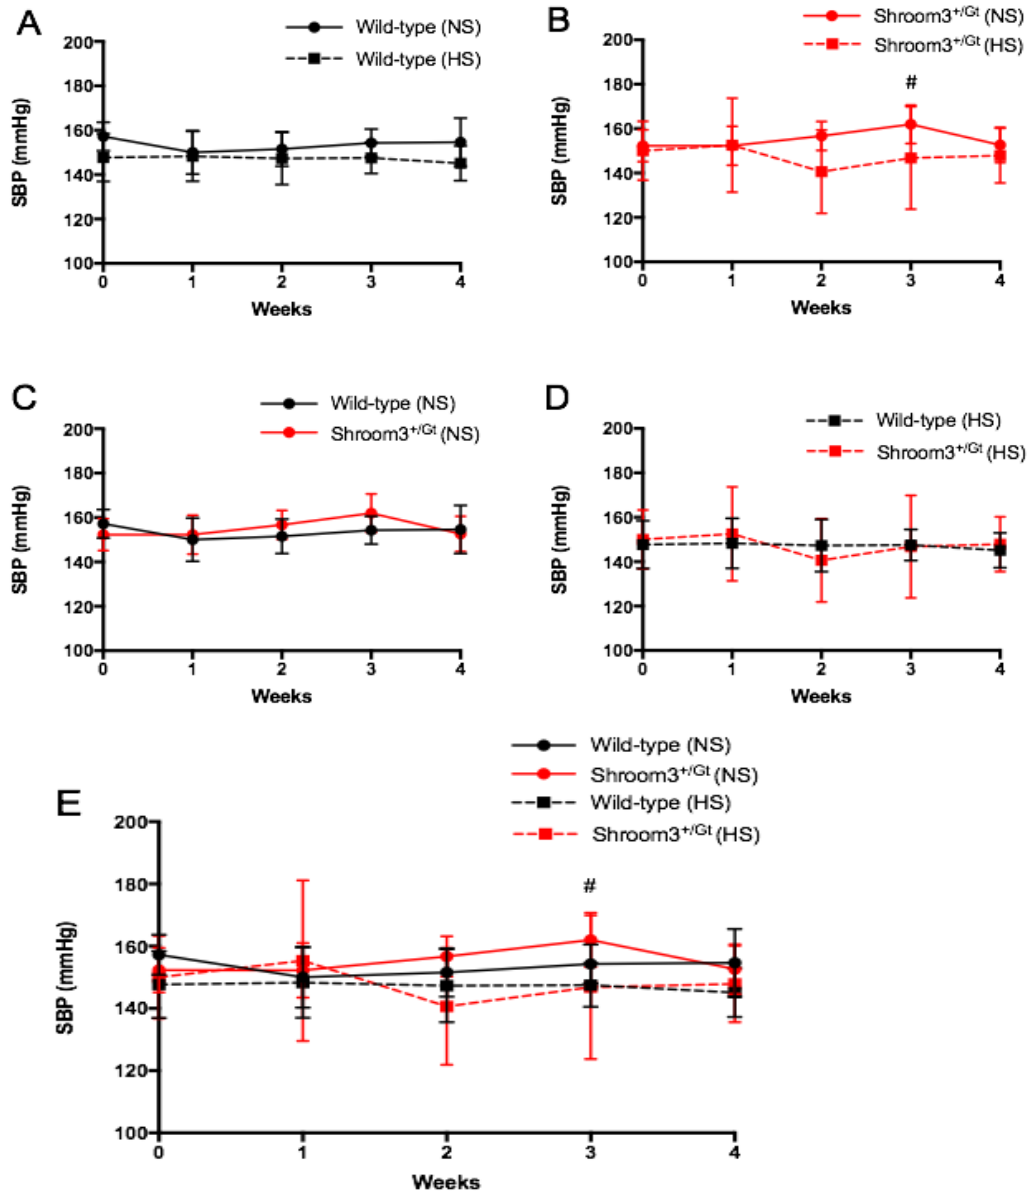 A
Wild-type (NS)
Wild-type (HS)
200
180
160
140
120
100
SBP (mmHg)
0 1 2 3 4
Weeks
B
Shroom3+/Gt (NS)
Shroom3+/Gt (HS)
#
200
180
160
140
120
100
SBP (mmHg)
0 1 2 3 4
Weeks
C
Wild-type (NS)
Shroom3+/Gt (NS)
200
180
160
140
120
100
SBP (mmHg)
0 1 2 3 4
Weeks
D
Wild-type (HS)
Shroom3+/Gt (HS)
200
180
160
140
120
100
SBP (mmHg)
0 1 2 3 4
Weeks
E
Wild-type (NS)
Shroom3+/Gt (NS)
Wild-type (HS)
Shroom3+/Gt (HS)
#
200
180
160
140
120
100
SBP (mmHg)
0 1 2 3 4
Weeks